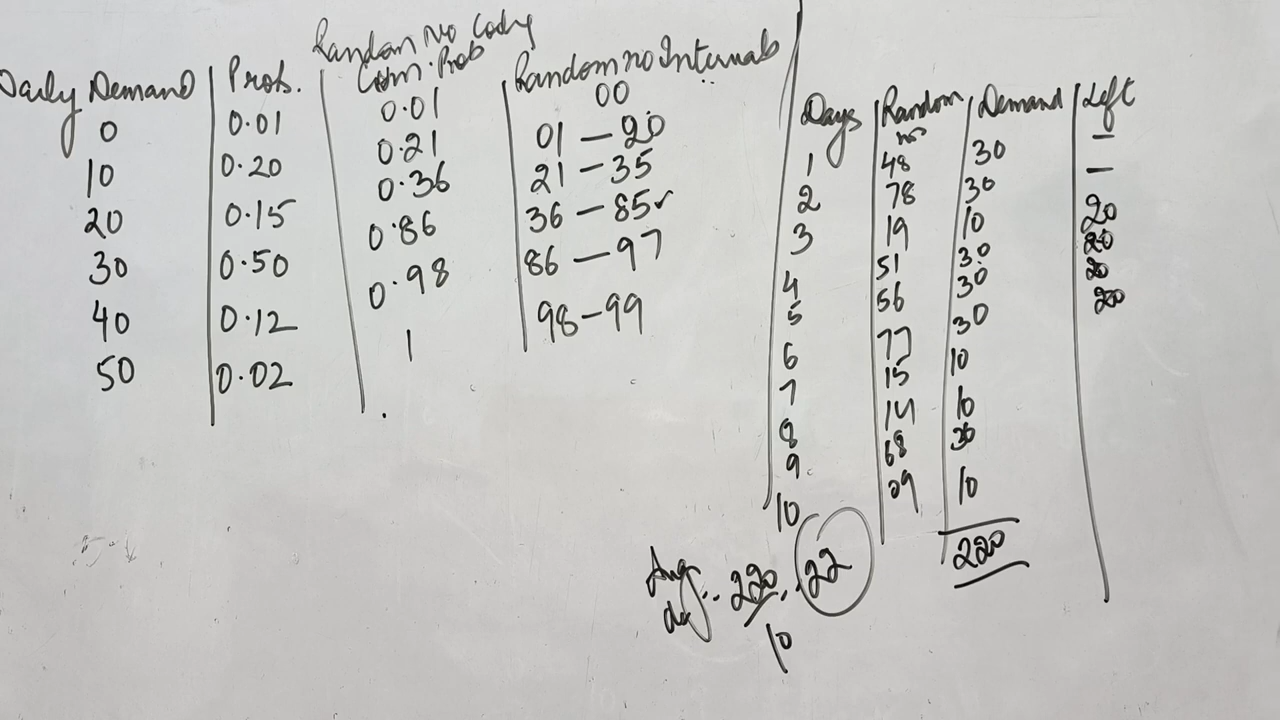 Random No Coding
Daily Demand Prob. Cum. Prob Random no Intervals
0 0.01 0.01 00
10 0.20 0.21 01 – 20
20 0.15 0.36 21 – 35
30 0.50 0.86 36 – 85 ✓
40 0.12 0.98 86 – 97
50 0.02 1 98 – 99
Days Random no Demand Left
1 48 30 –
2 78 30 –
3 19 10 20
4 51 30 20
5 56 30 20
6 77 30 20
7 15 10
8 14 10
9 68 30
10 09 10
220
Avg. 220 22
10